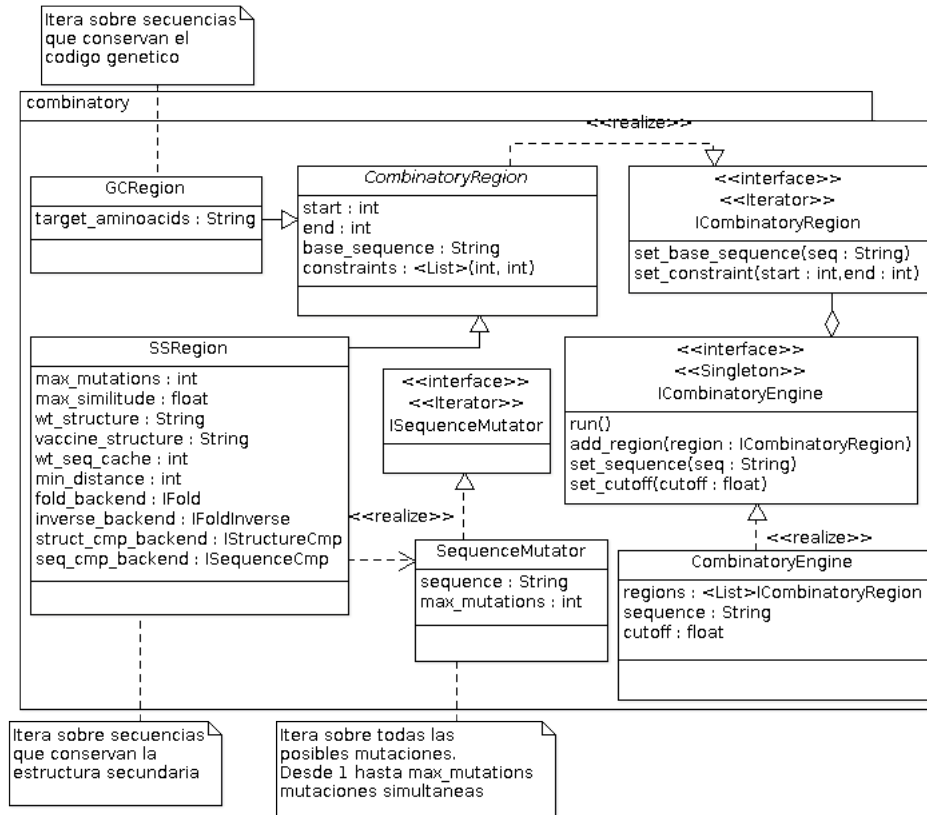 Itera sobre secuencias
que conservan el
codigo genetico
combinatory
<<realize>>
GCRegion
target_aminoacids : String
CombinatoryRegion
start : int
end : int
base_sequence : String
constraints : <List>(int, int)
<<interface>>
<<Iterator>>
ICombinatoryRegion
set_base_sequence(seq : String)
set_constraint(start : int,end : int)
SSRegion
max_mutations : int
max_similitude : float
wt_structure : String
vaccine_structure : String
wt_seq_cache : int
min_distance : int
fold_backend : IFold
inverse_backend : IFoldInverse
struct_cmp_backend : IStructureCmp
seq_cmp_backend : ISequenceCmp
<<interface>>
<<Iterator>>
ISequenceMutator
<<realize>>
<<interface>>
<<Singleton>>
ICombinatoryEngine
run()
add_region(region : ICombinatoryRegion)
set_sequence(seq : String)
set_cutoff(cutoff : float)
<<realize>>
SequenceMutator
sequence : String
max_mutations : int
CombinatoryEngine
regions : <List>ICombinatoryRegion
sequence : String
cutoff : float
Itera sobre secuencias
que conservan la
estructura secundaria
Itera sobre todas las
posibles mutaciones.
Desde 1 hasta max_mutations
mutaciones simultaneas